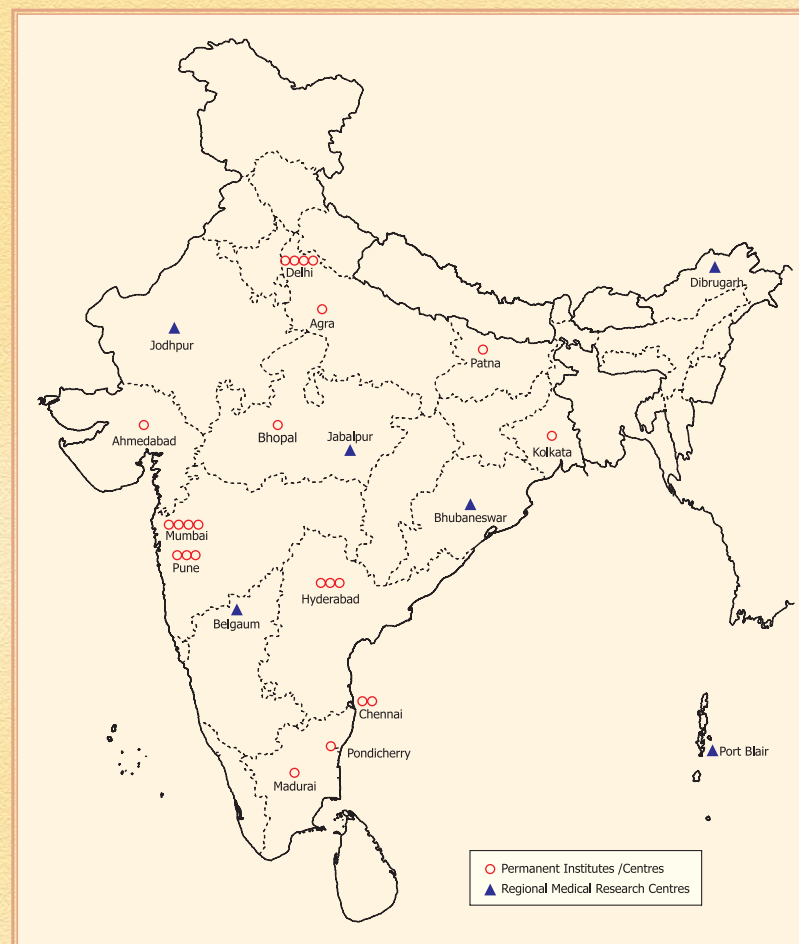 Delhi
Dibrugarh
Agra
Jodhpur
Patna
Ahmedabad
Bhopal
Jabalpur
Kolkata
Bhubaneswar
Mumbai
Pune
Hyderabad
Belgaum
Chennai
Pondicherry
Port Blair
Madurai
Permanent Institutes /Centres
Regional Medical Research Centres